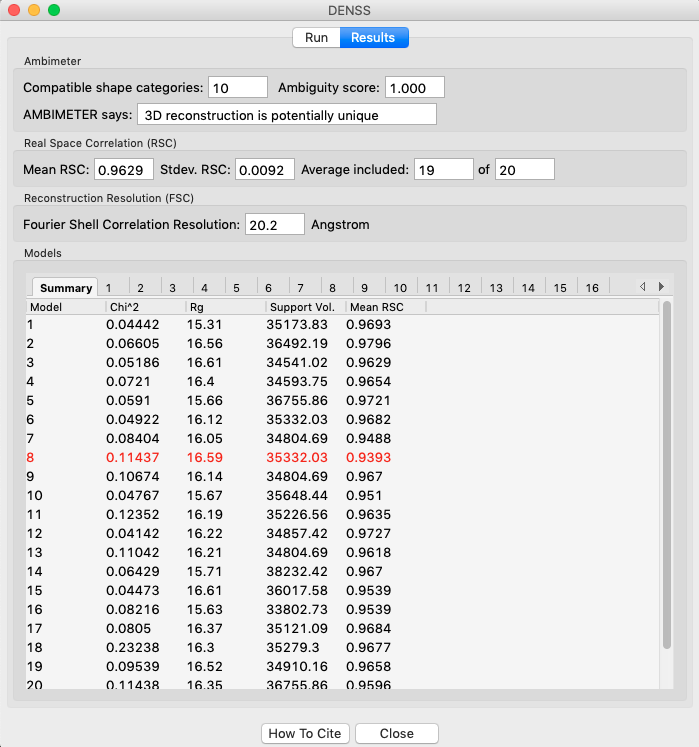 DENSS
Run Results
Ambimeter
Compatible shape categories: 10 Ambiguity score: 1.000
AMBIMETER says: 3D reconstruction is potentially unique
Real Space Correlation (RSC)
Mean RSC: 0.9629 Stdev. RSC: 0.0092 Average included: 19 of 20
Reconstruction Resolution (FSC)
Fourier Shell Correlation Resolution: 20.2 Angstrom
Models
Summary 1 2 3 4 5 6 7 8 9 10 11 12 13 14 15 16
Model Chi^2 Rg Support Vol. Mean RSC
1 0.04442 15.31 35173.83 0.9693
2 0.06605 16.56 36492.19 0.9796
3 0.05186 16.61 34541.02 0.9629
4 0.0721 16.4 34593.75 0.9654
5 0.0591 15.66 36755.86 0.9721
6 0.04922 16.12 35332.03 0.9682
7 0.08404 16.05 34804.69 0.9488
8 0.11437 16.59 35332.03 0.9393
9 0.10674 16.14 34804.69 0.967
10 0.04767 15.67 35648.44 0.951
11 0.12352 16.19 35226.56 0.9635
12 0.04142 16.22 34857.42 0.9727
13 0.11042 16.21 34804.69 0.9618
14 0.06429 15.71 38232.42 0.967
15 0.04473 16.61 36017.58 0.9539
16 0.08216 15.63 33802.73 0.9539
17 0.0805 16.37 35121.09 0.9684
18 0.23238 16.3 35279.3 0.9677
19 0.09539 16.52 34910.16 0.9658
20 0.11438 16.35 36755.86 0.9596
How To Cite Close